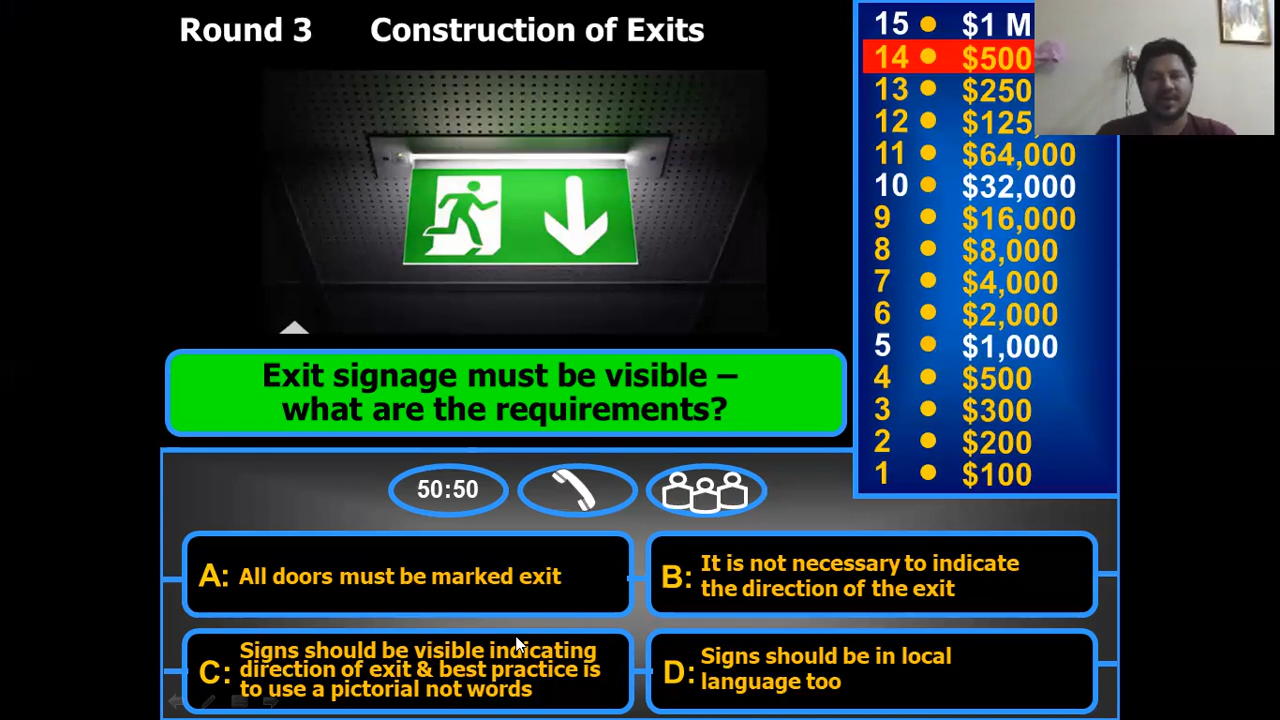 Round 3 Construction of Exits
Exit signage must be visible –
what are the requirements?
50:50
A: All doors must be marked exit
B: It is not necessary to indicate
the direction of the exit
C: Signs should be visible indicating
direction of exit & best practice is
to use a pictorial not words
D: Signs should be in local
language too
15 $1 M
14 $500
13 $250
12 $125,
11 $64,000
10 $32,000
9 $16,000
8 $8,000
7 $4,000
6 $2,000
5 $1,000
4 $500
3 $300
2 $200
1 $100